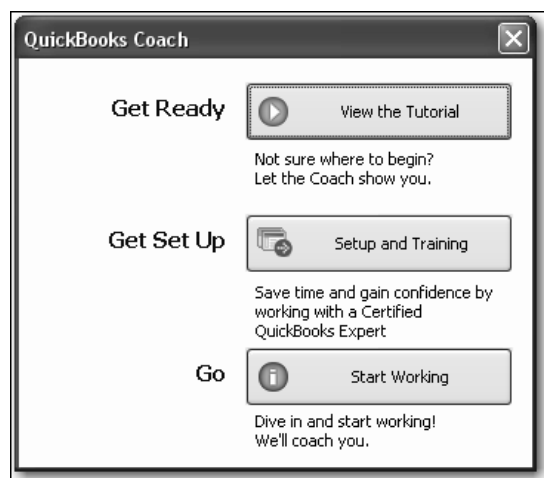 QuickBooks Coach
Get Ready
View the Tutorial
Not sure where to begin?
Let the Coach show you.
Get Set Up
Setup and Training
Save time and gain confidence by
working with a Certified
QuickBooks Expert
Go
Start Working
Dive in and start working!
We'll coach you.